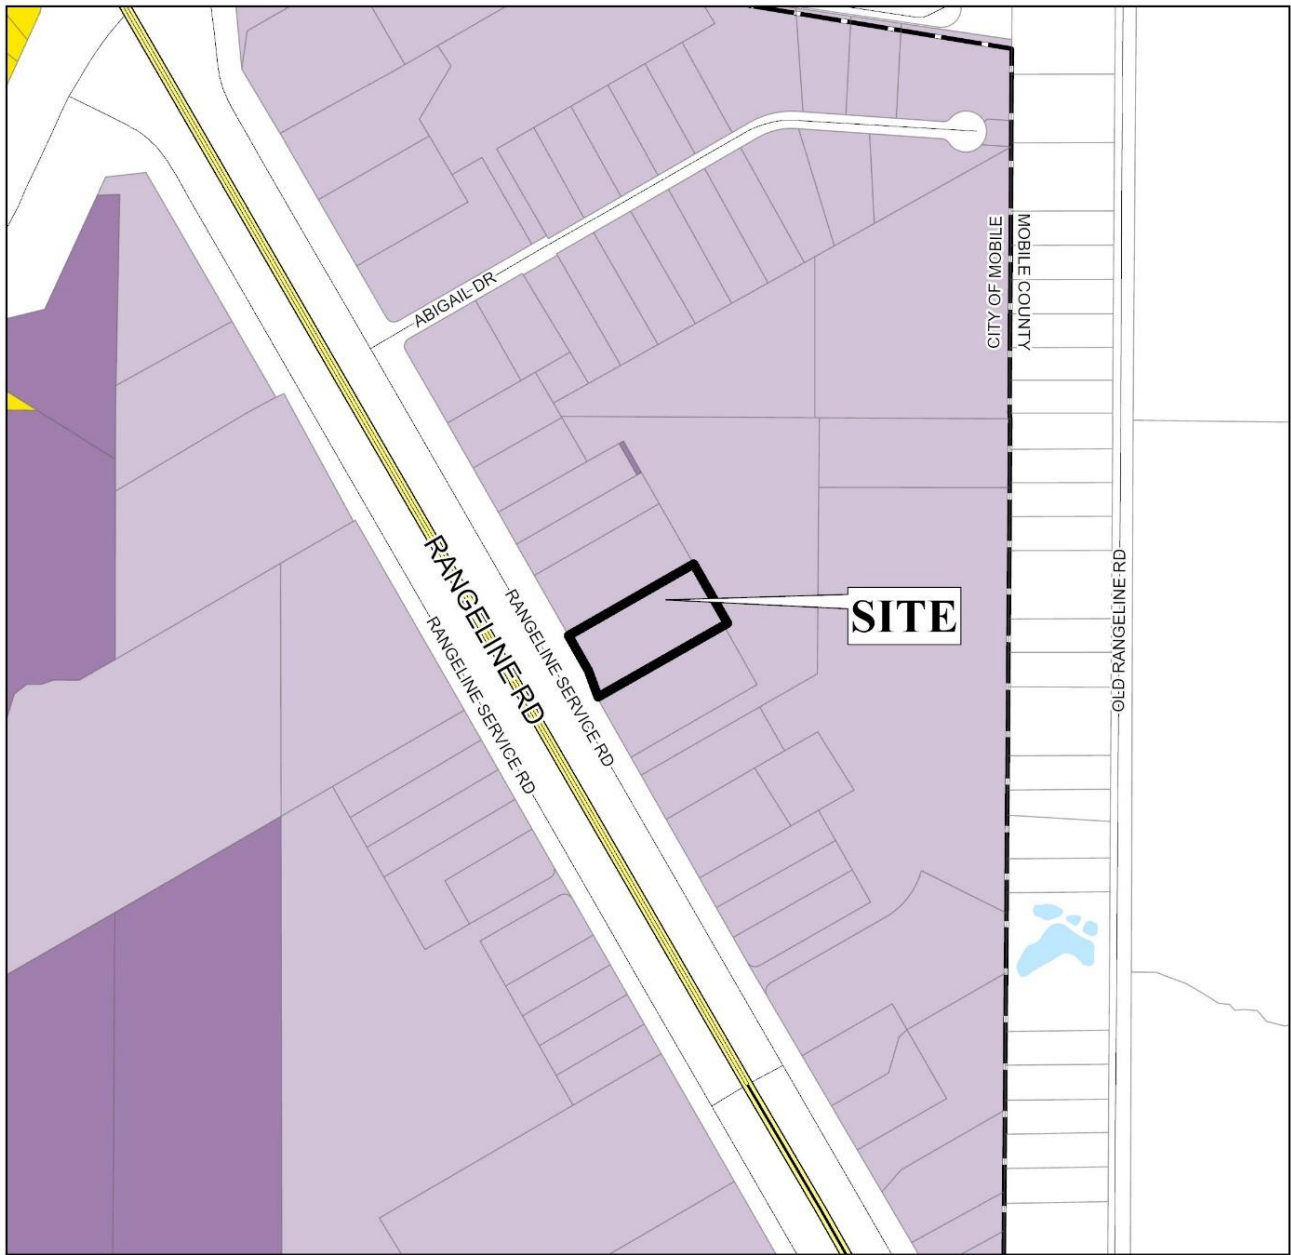 ABIGAIL DR
CITY OF MOBILE
MOBILE COUNTY
RANGELINE RD
RANGELINE SERVICE RD
RANGELINE SERVICE RD
SITE
OLD RANGELINE RD